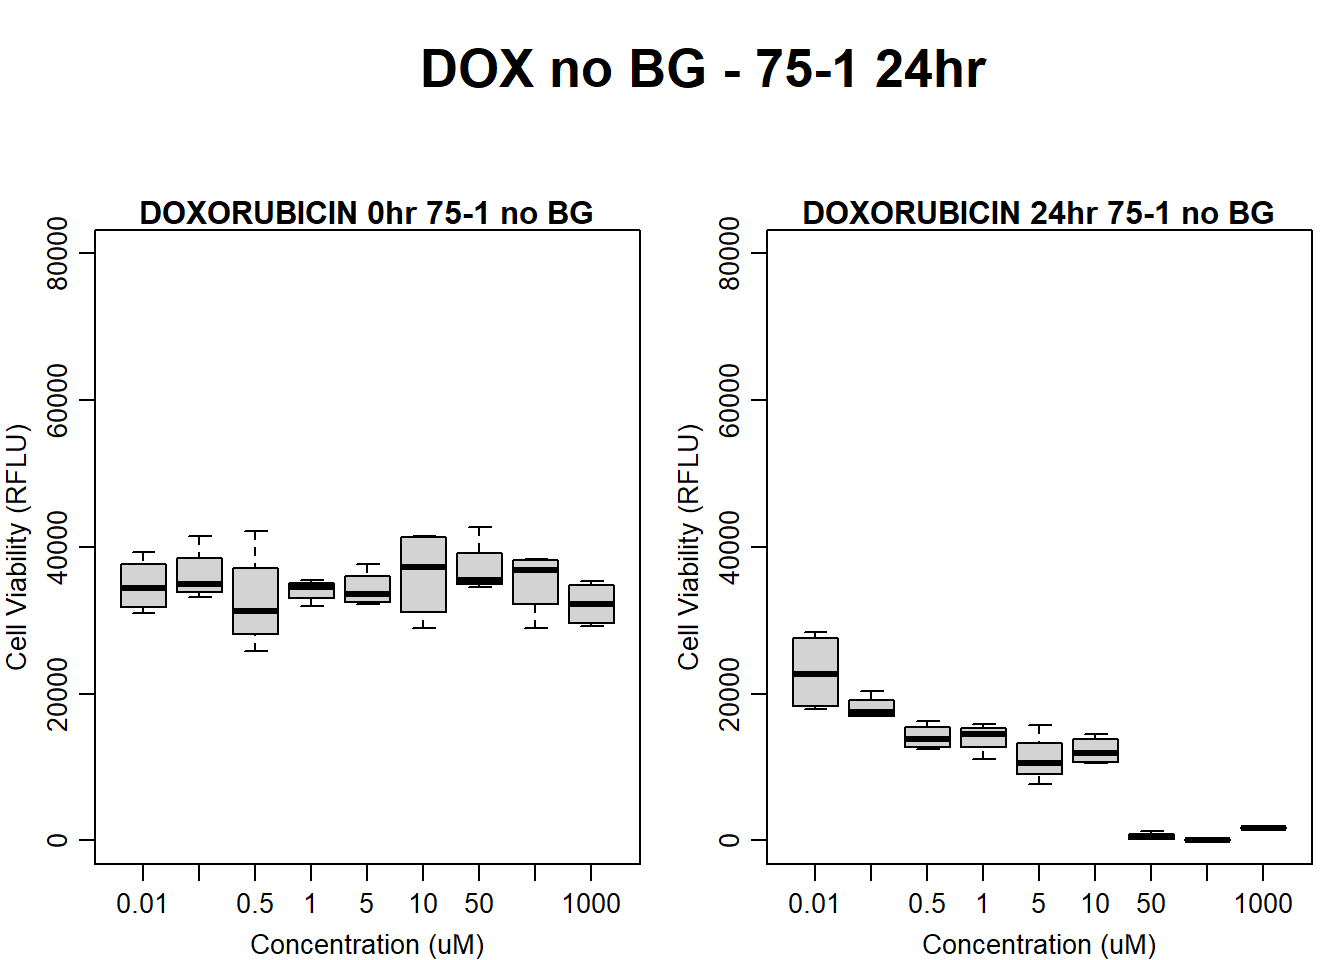 DOX no BG - 75-1 24hr
DOXORUBICIN 0hr 75-1 no BG
Cell Viability (RFLU)
80000
60000
40000
20000
0
0.01 0.5 1 5 10 50 1000
Concentration (uM)
DOXORUBICIN 24hr 75-1 no BG
Cell Viability (RFLU)
80000
60000
40000
20000
0
0.01 0.5 1 5 10 50 1000
Concentration (uM)